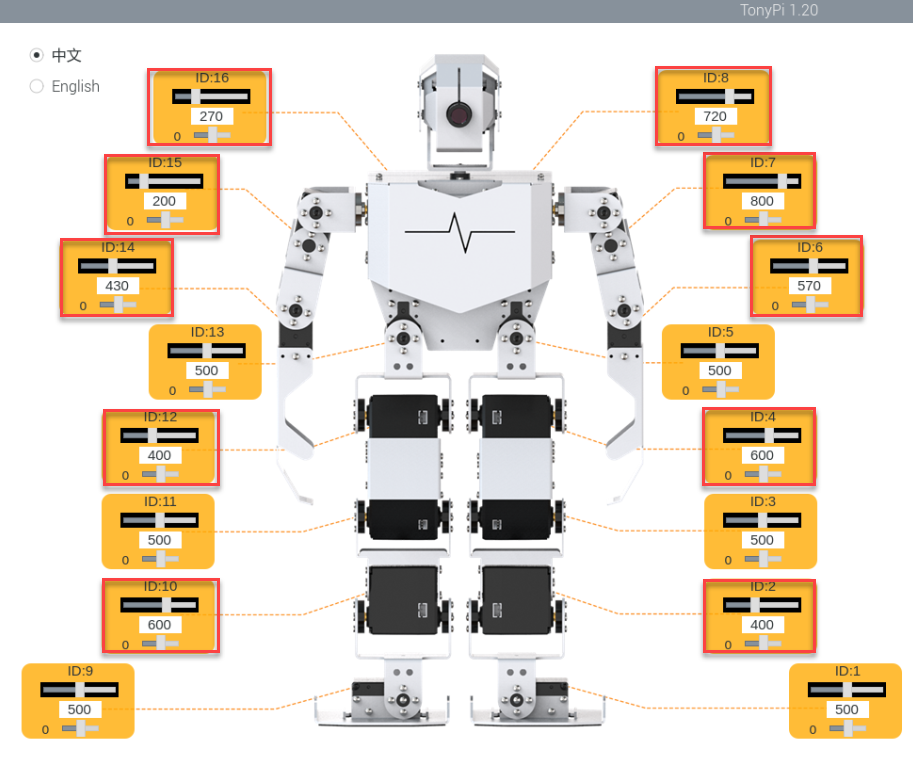 TonyPi 1.20
中文
English
ID:16
270
0
ID:8
720
0
ID:15
200
0
ID:7
800
0
ID:14
430
0
ID:6
570
0
ID:13
500
0
ID:5
500
0
ID:12
400
0
ID:4
600
0
ID:11
500
0
ID:3
500
0
ID:10
600
0
ID:2
400
0
ID:9
500
0
ID:1
500
0